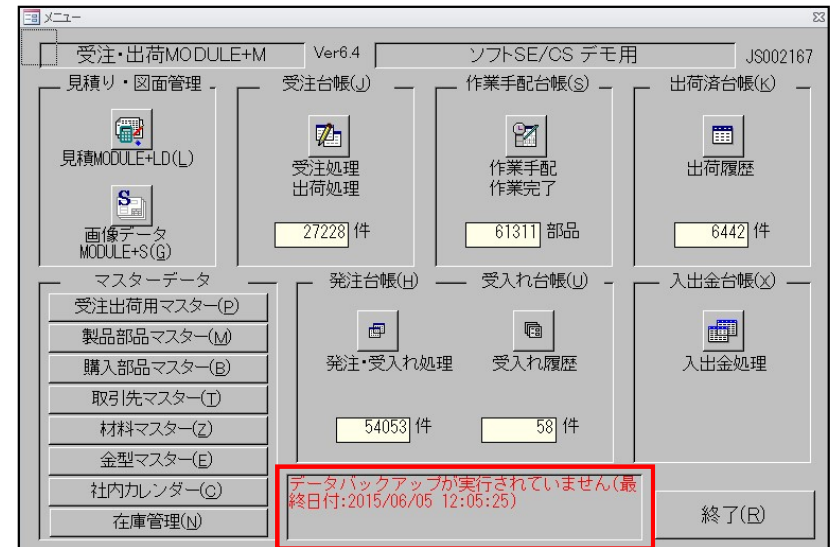 メニュー
受注・出荷MODULE+M
Ver6.4
ソフトSE/CS デモ用
JS002167
見積り・図面管理
見積MODULE+LD(L)
画像データ
MODULE+S(G)
受注台帳(J)
受注処理
出荷処理
27228 件
作業手配台帳(S)
作業手配
作業完了
61311 部品
出荷済台帳(K)
出荷履歴
6442 件
マスターデータ
受注出荷用マスター(P)
製品部品マスター(M)
購入部品マスター(B)
取引先マスター(T)
材料マスター(Z)
金型マスター(E)
社内カレンダー(C)
在庫管理(N)
発注台帳(H)
発注・受入れ処理
54053 件
受入れ台帳(U)
受入れ履歴
58 件
入出金台帳(X)
入出金処理
データバックアップが実行されていません(最
終日付:2015/06/05 12:05:25)
終了(R)